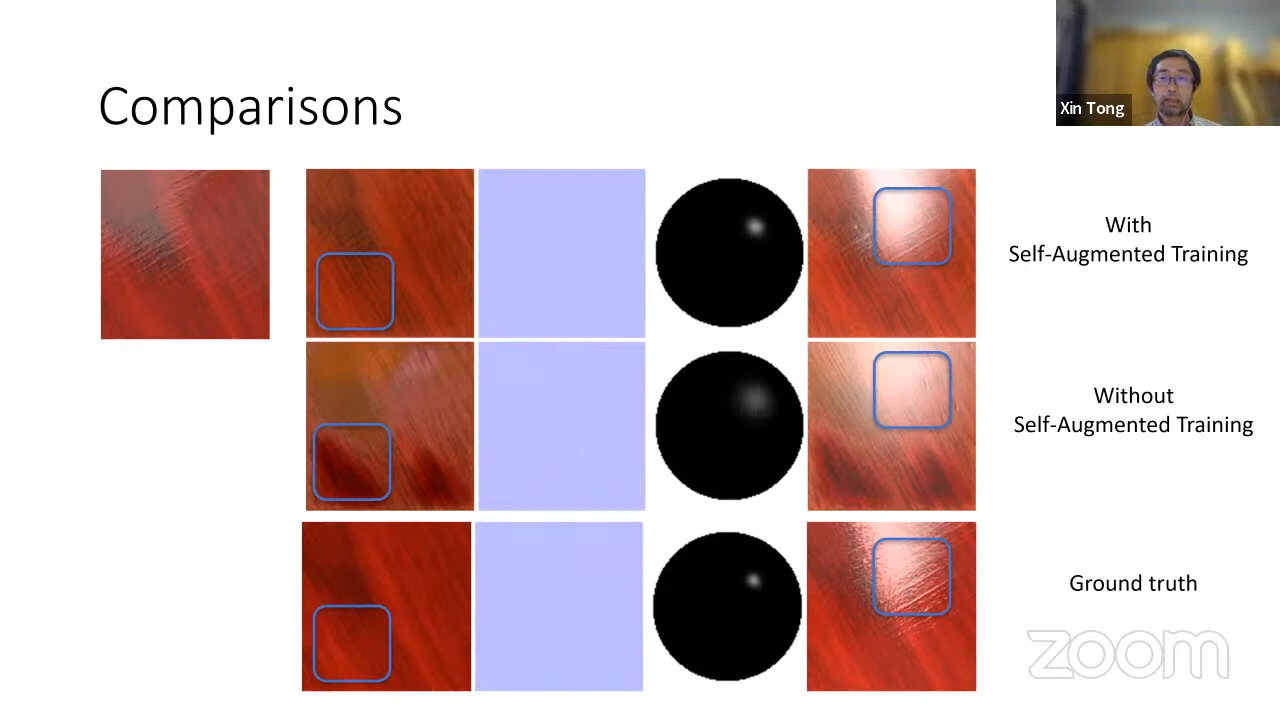 Comparisons
Xin Tong
With
Self-Augmented Training
Without
Self-Augmented Training
Ground truth
zoom